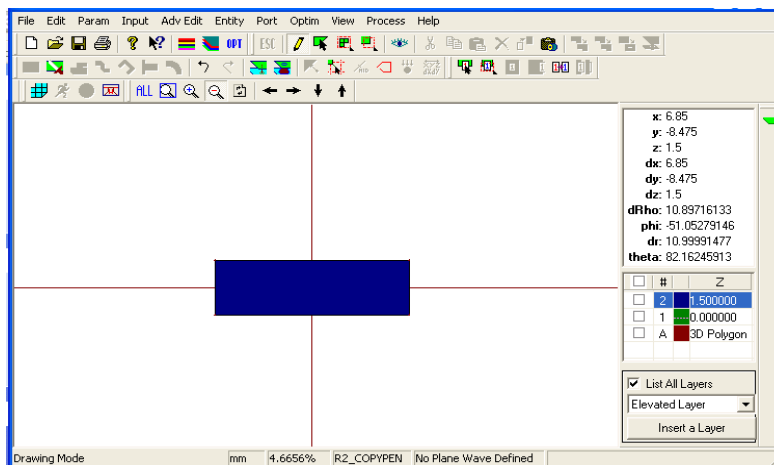 File Edit Param Input Adv Edit Entity Port Optim View Process Help
OPT ESC
ALL
x: 6.85
y: -8.475
z: 1.5
dx: 6.85
dy: -8.475
dz: 1.5
dRho: 10.89716133
phi: -51.05279146
dr: 10.99991477
theta: 82.16245913
# Z
2 1.500000
1 0.000000
A 3D Polygon
List All Layers
Elevated Layer
Insert a Layer
Drawing Mode mm 4.6656% R2_COPYPEN No Plane Wave Defined